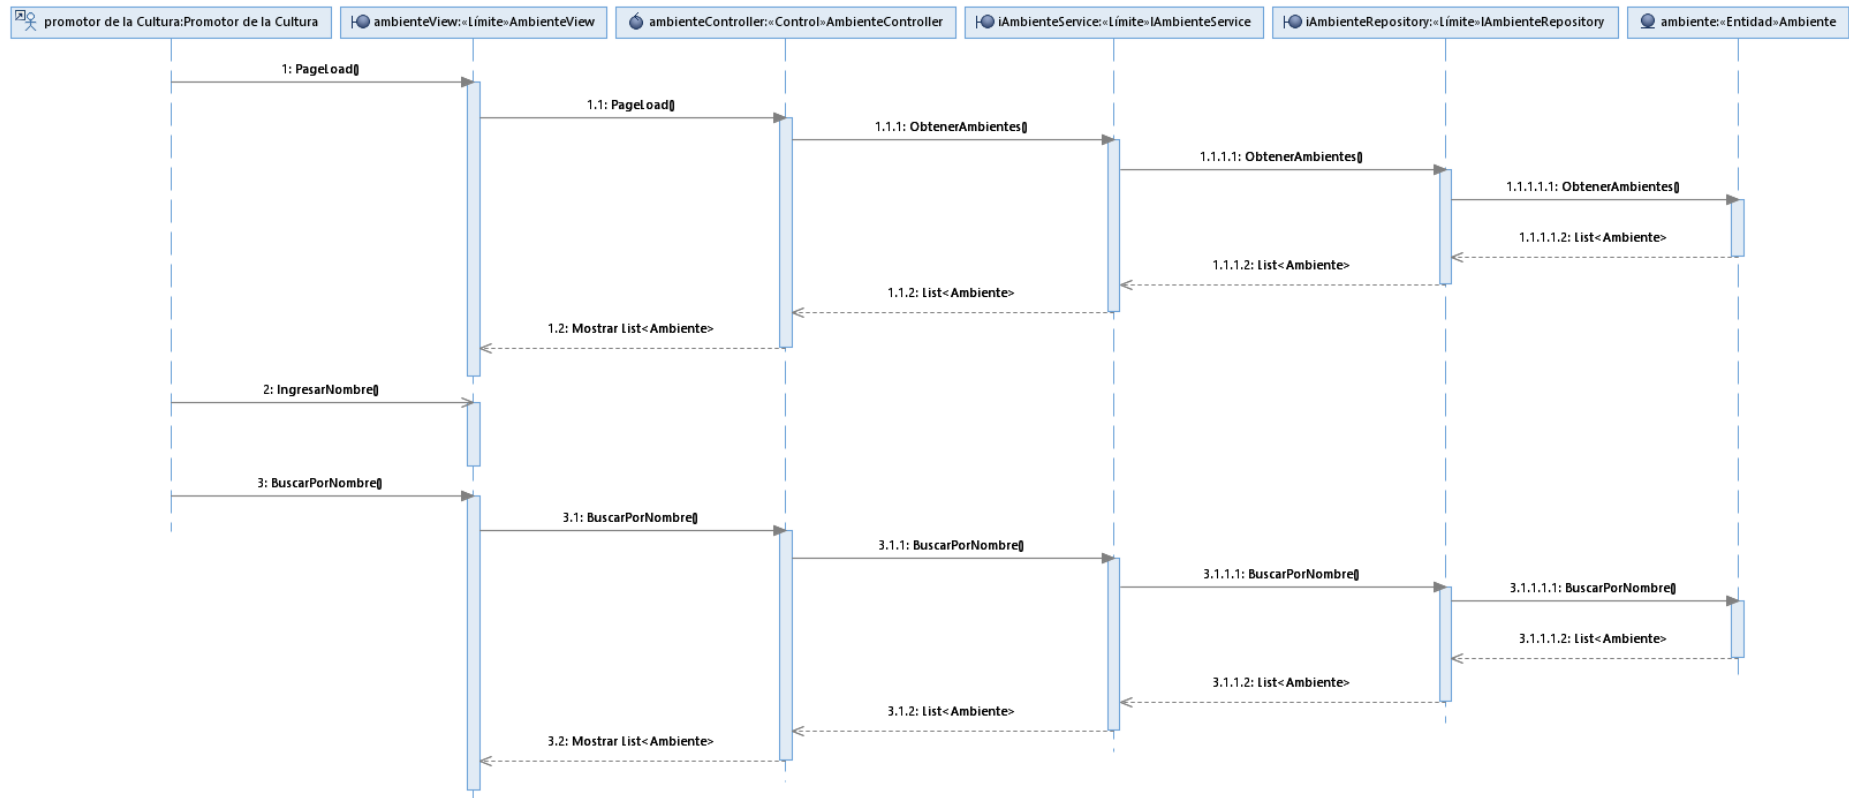 promotor de la Cultura:Promotor de la Cultura
ambienteView:«Límite»AmbienteView
ambienteController:«Control»AmbienteController
iAmbienteService:«Límite»IAmbienteService
iAmbienteRepository:«Límite»IAmbienteRepository
ambiente:«Entidad»Ambiente
1: PageLoad()
1.1: PageLoad()
1.1.1: ObtenerAmbientes()
1.1.1.1: ObtenerAmbientes()
1.1.1.1.1: ObtenerAmbientes()
1.1.1.1.2: List<Ambiente>
1.1.1.2: List<Ambiente>
1.1.2: List<Ambiente>
1.2: Mostrar List<Ambiente>
2: IngresarNombre()
3: BuscarPorNombre()
3.1: BuscarPorNombre()
3.1.1: BuscarPorNombre()
3.1.1.1: BuscarPorNombre()
3.1.1.1.1: BuscarPorNombre()
3.1.1.1.2: List<Ambiente>
3.1.1.2: List<Ambiente>
3.1.2: List<Ambiente>
3.2: Mostrar List<Ambiente>